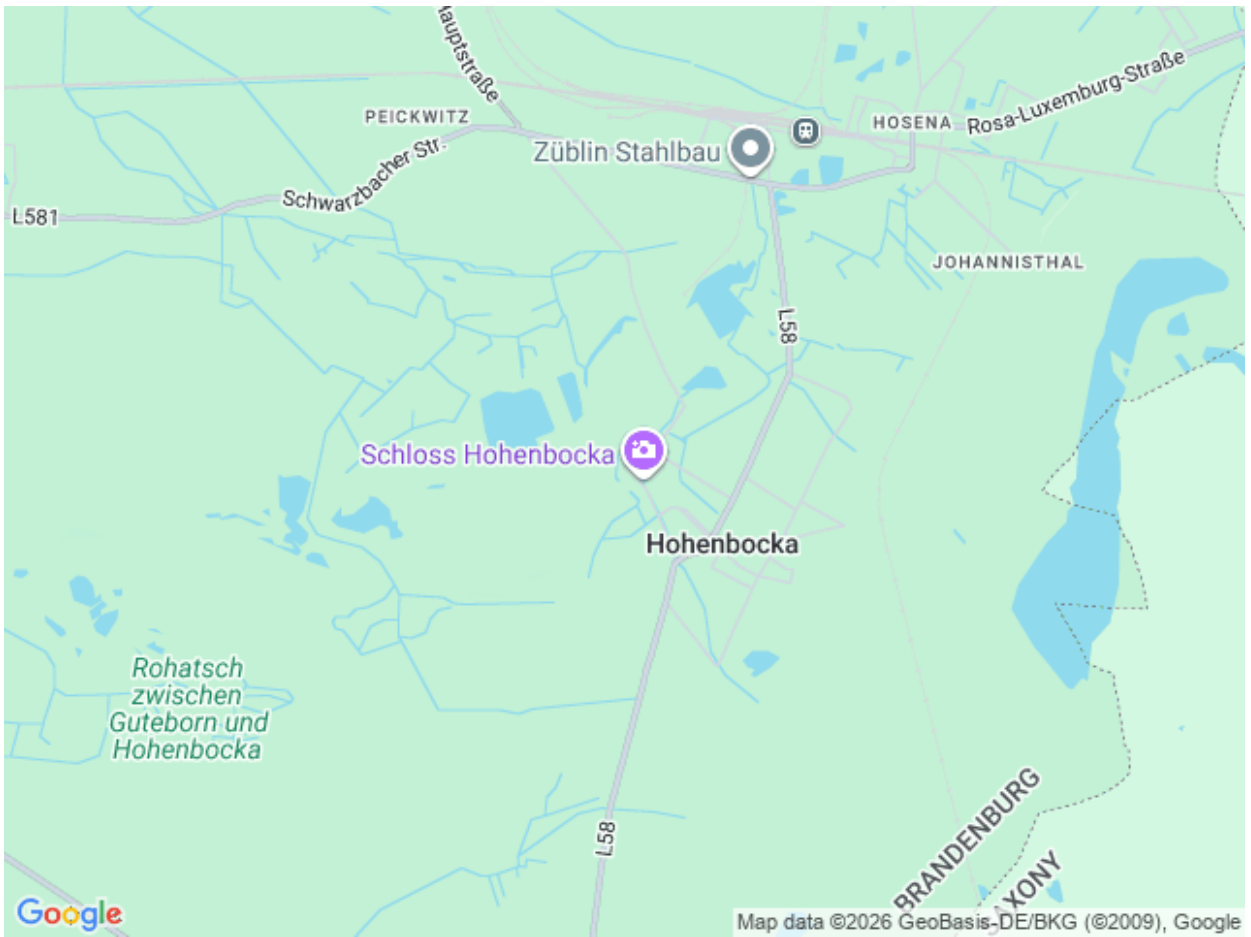 Hauptstraße
PEICKWITZ
Schwarzbacher Str.
L581
Züblin Stahlbau
HOSENA
Rosa-Luxemburg-Straße
JOHANNISTHAL
L58
Schloss Hohenbocka
Hohenbocka
Rohatsch
zwischen
Guteborn und
Hohenbocka
L58
BRANDENBURG
AXONY
Google
Map data ©2026 GeoBasis-DE/BKG (©2009), Google